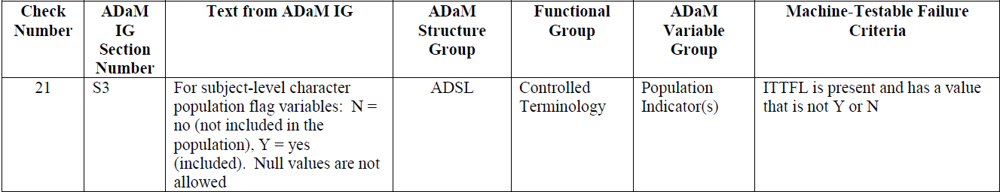 Check Number
ADaM IG Section Number
Text from ADaM IG
ADaM Structure Group
Functional Group
ADaM Variable Group
Machine-Testable Failure Criteria
21
S3
For subject-level character
population flag variables:  N =
no (not included in the
population), Y = yes
(included).  Null values are not
allowed
ADSL
Controlled
Terminology
Population
Indicator(s)
ITTFL is present and has a value
that is not Y or N